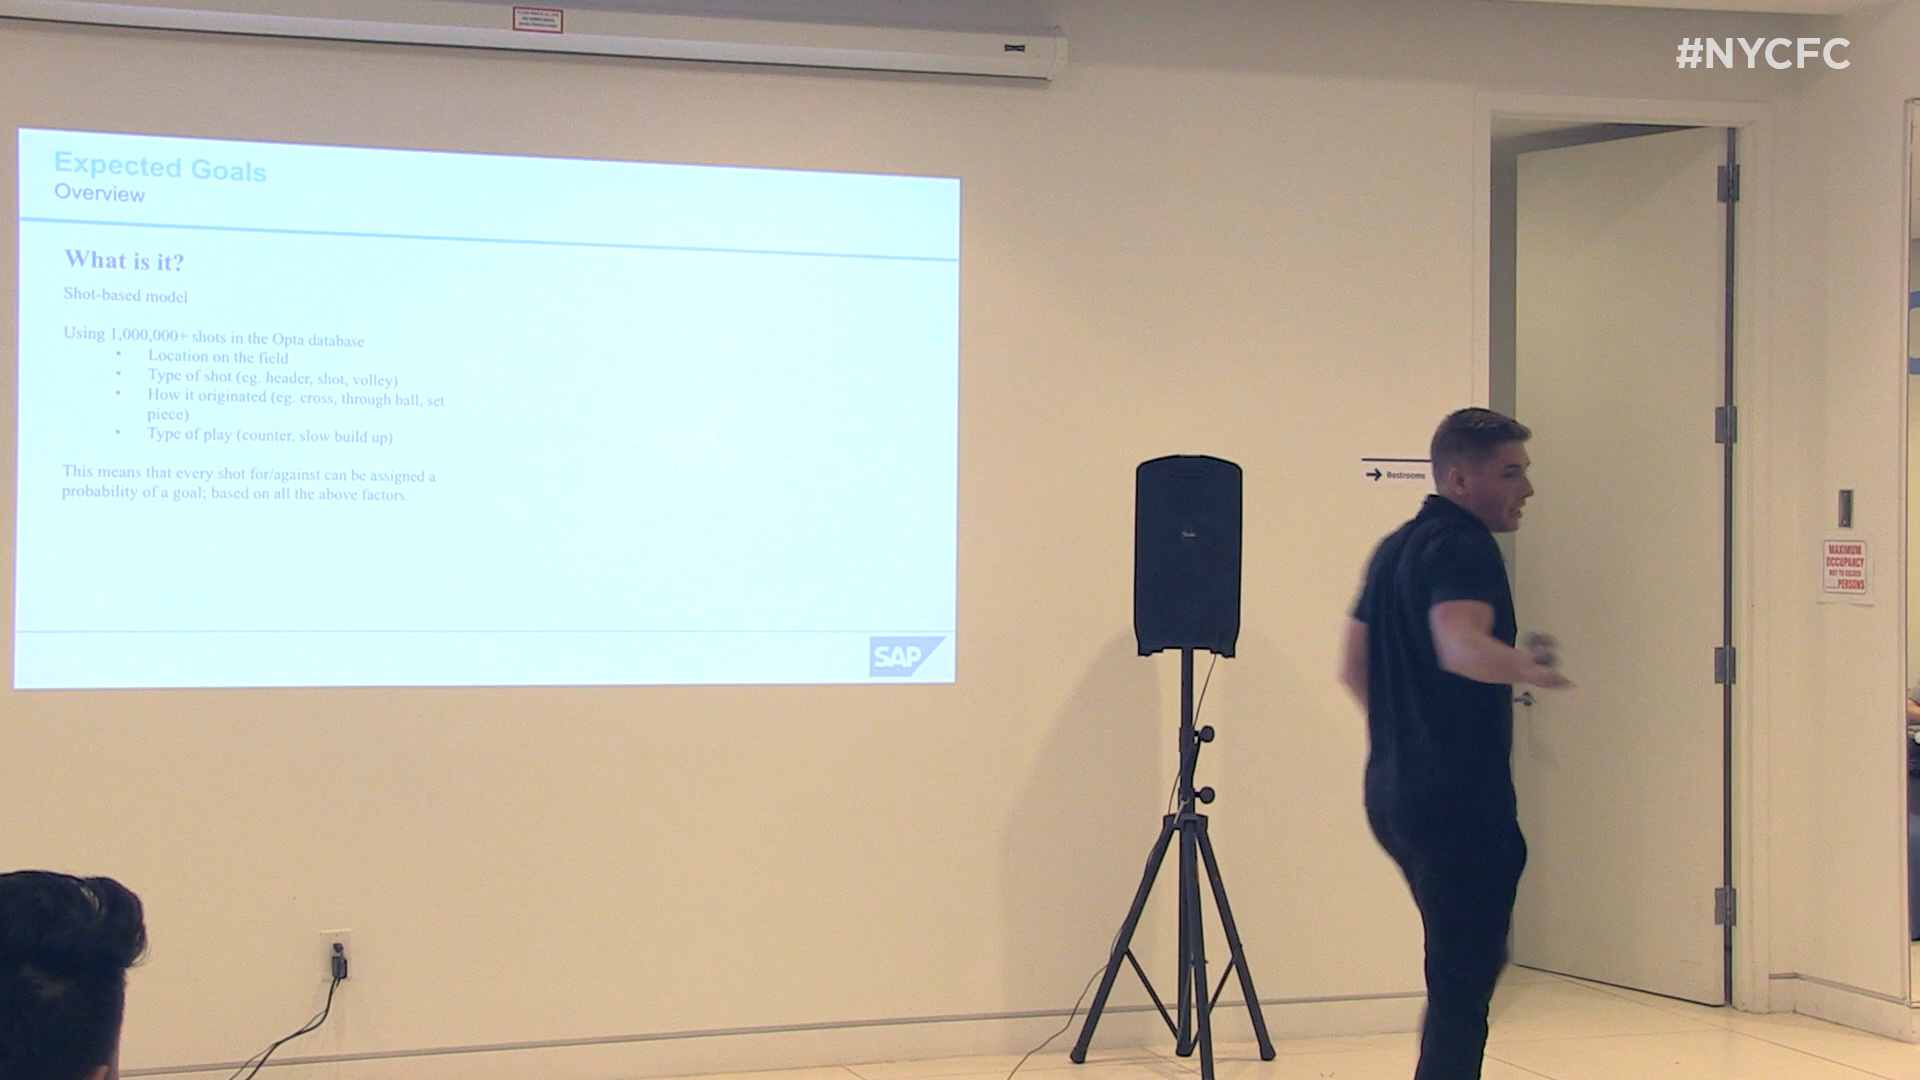 #NYCFC
Expected Goals
Overview
What is it?
Shot-based model
Using 1,000,000+ shots in the Opta database
• Location on the field
• Type of shot (eg. header, shot, volley)
• How it originated (eg. cross, through ball, set
piece)
• Type of play (counter, slow build up)
This means that every shot for/against can be assigned a
probability of a goal; based on all the above factors.
SAP
Restrooms
MAXIMUM
OCCUPANCY
NOT TO EXCEED
PERSONS